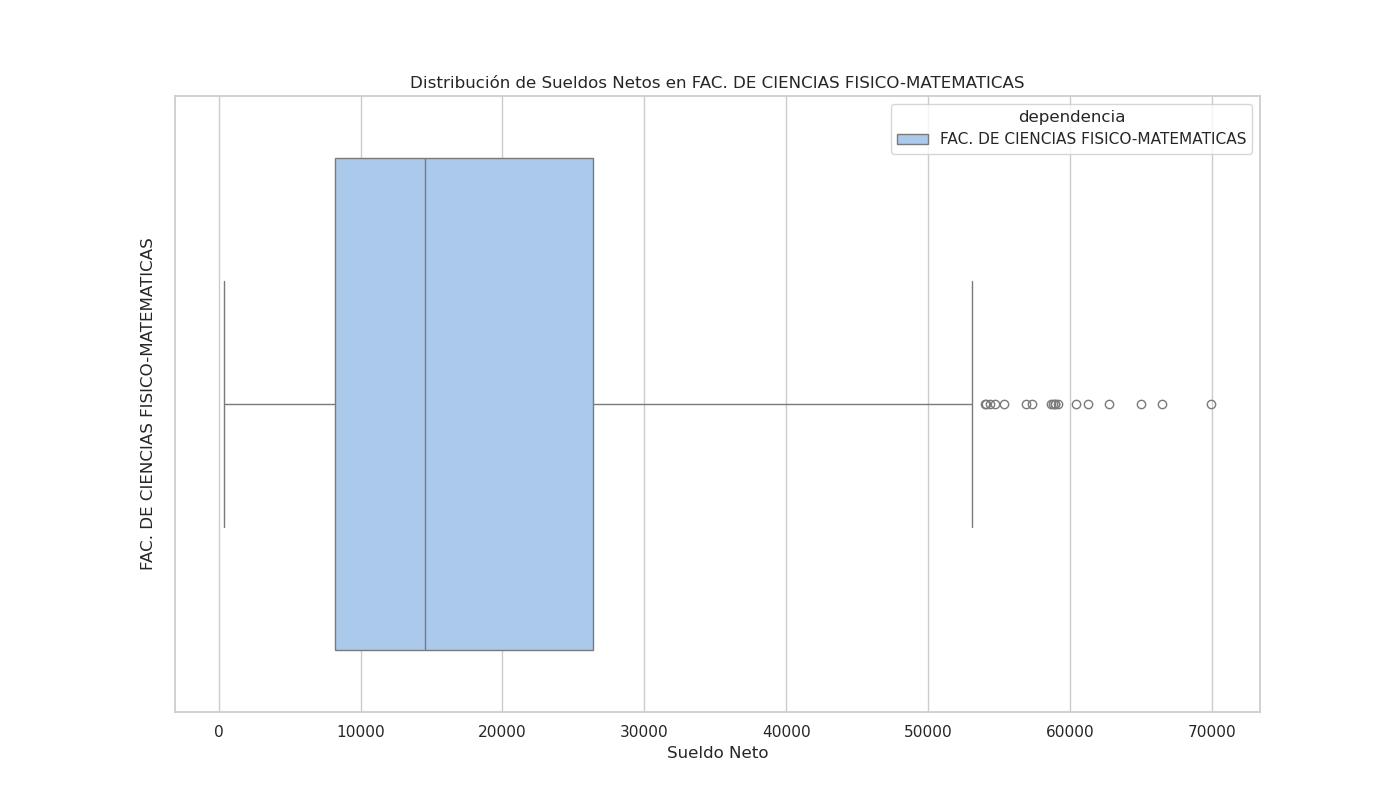 Distribución de Sueldos Netos en FAC. DE CIENCIAS FISICO-MATEMATICAS
dependencia
FAC. DE CIENCIAS FISICO-MATEMATICAS
FAC. DE CIENCIAS FISICO-MATEMATICAS
0 10000 20000 30000 40000 50000 60000 70000
Sueldo Neto